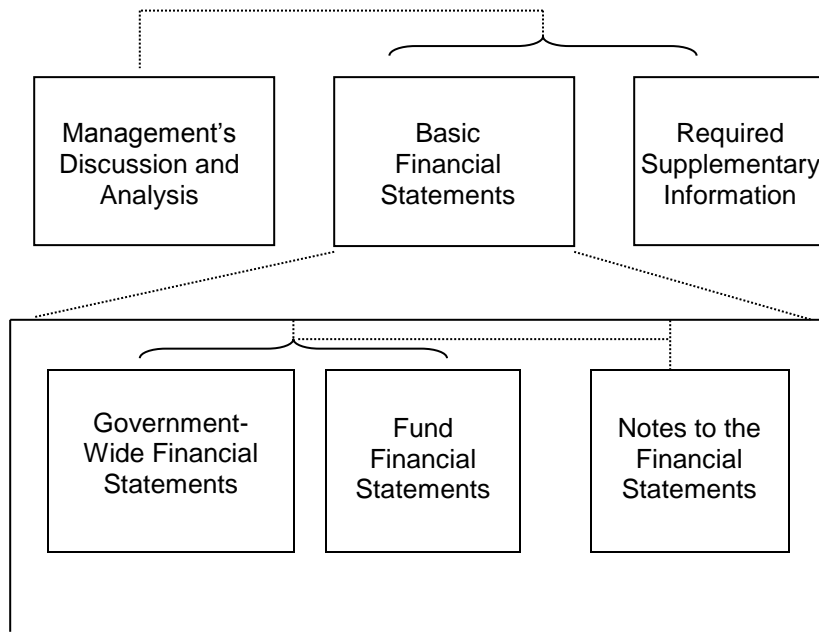 Management’s
Discussion and
Analysis
Basic
Financial
Statements
Required
Supplementary
Information
Government-
Wide Financial
Statements
Fund
Financial
Statements
Notes to the
Financial
Statements